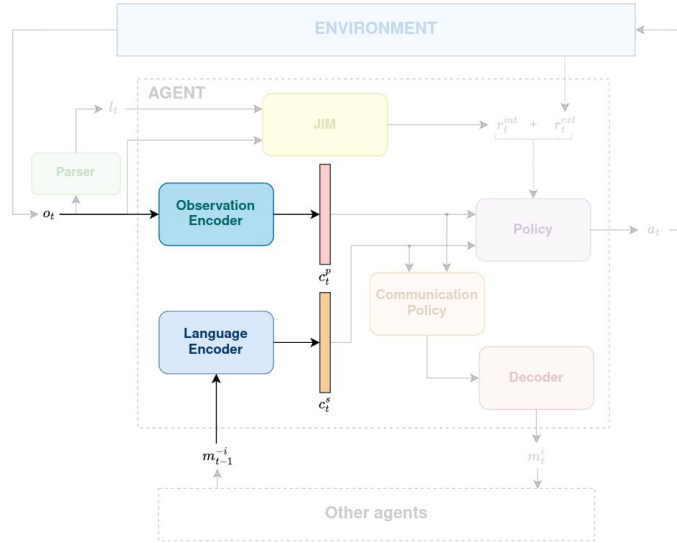 ENVIRONMENT
AGENT
l_t
JIM
r_t^{int} + r_t^{ext}
Parser
o_t
Observation
Encoder
Policy
a_t
c_t^p
Communication
Policy
Language
Encoder
Decoder
c_t^s
m_{t-1}^{-i}
m_t^i
Other agents